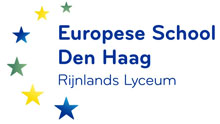 Europese School
Den Haag
Rijnlands Lyceum